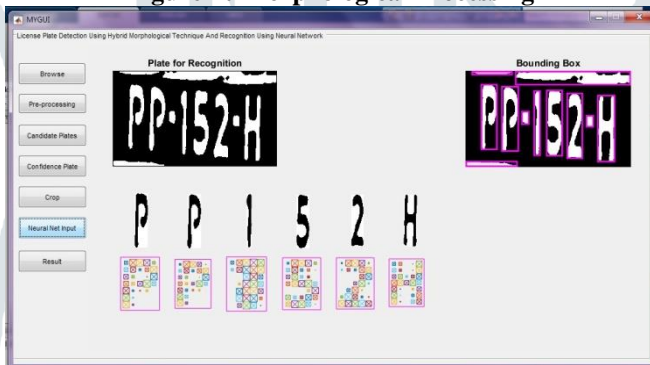 MYGUI
License Plate Detection Using Hybrid Morphological Technique And Recognition Using Neural Network
Browse
Pre-processing
Candidate Plates
Confidence Plate
Crop
Neural Net Input
Result
Plate for Recognition
PP-152-H
Bounding Box
PP-152-H
P P 1 5 2 H